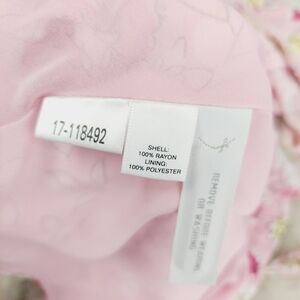 17-118492
SHELL:
100% RAYON
LINING:
100% POLYESTER
REMOVE BEFORE WEARING
OR WASHING